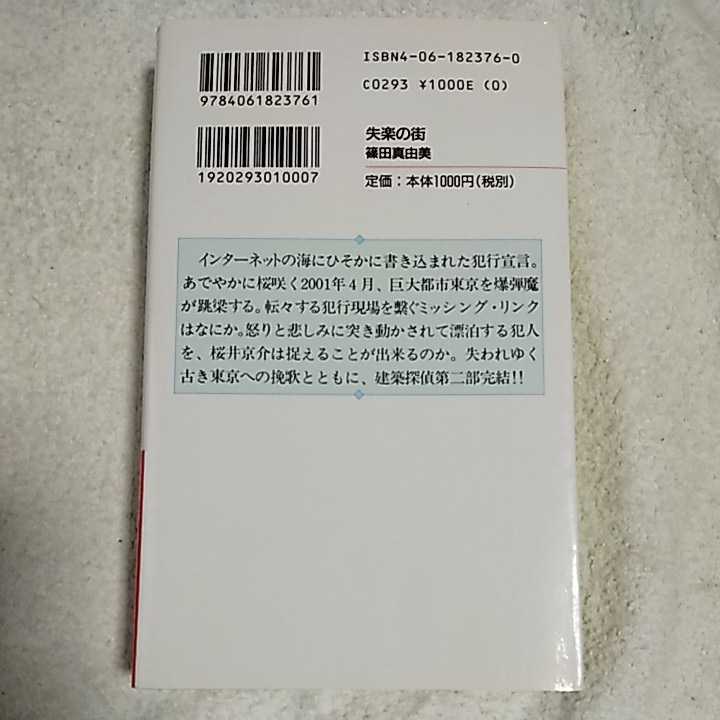 ISBN4-06-182376-0
C0293 ¥1000E (0)
9784061823761
失楽の街
篠田真由美
1920293010007
定価：本体1000円(税別)
インターネットの海にひそかに書き込まれた犯行宣言。
あでやかに桜咲く2001年4月、巨大都市東京を爆弾魔
が跳梁する。転々する犯行現場を繋ぐミッシング・リンク
はなにか。怒りと悲しみに突き動かされて漂泊する犯人
を、桜井京介は捉えることが出来るのか。失われゆく
古き東京への挽歌とともに、建築探偵第二部完結!!